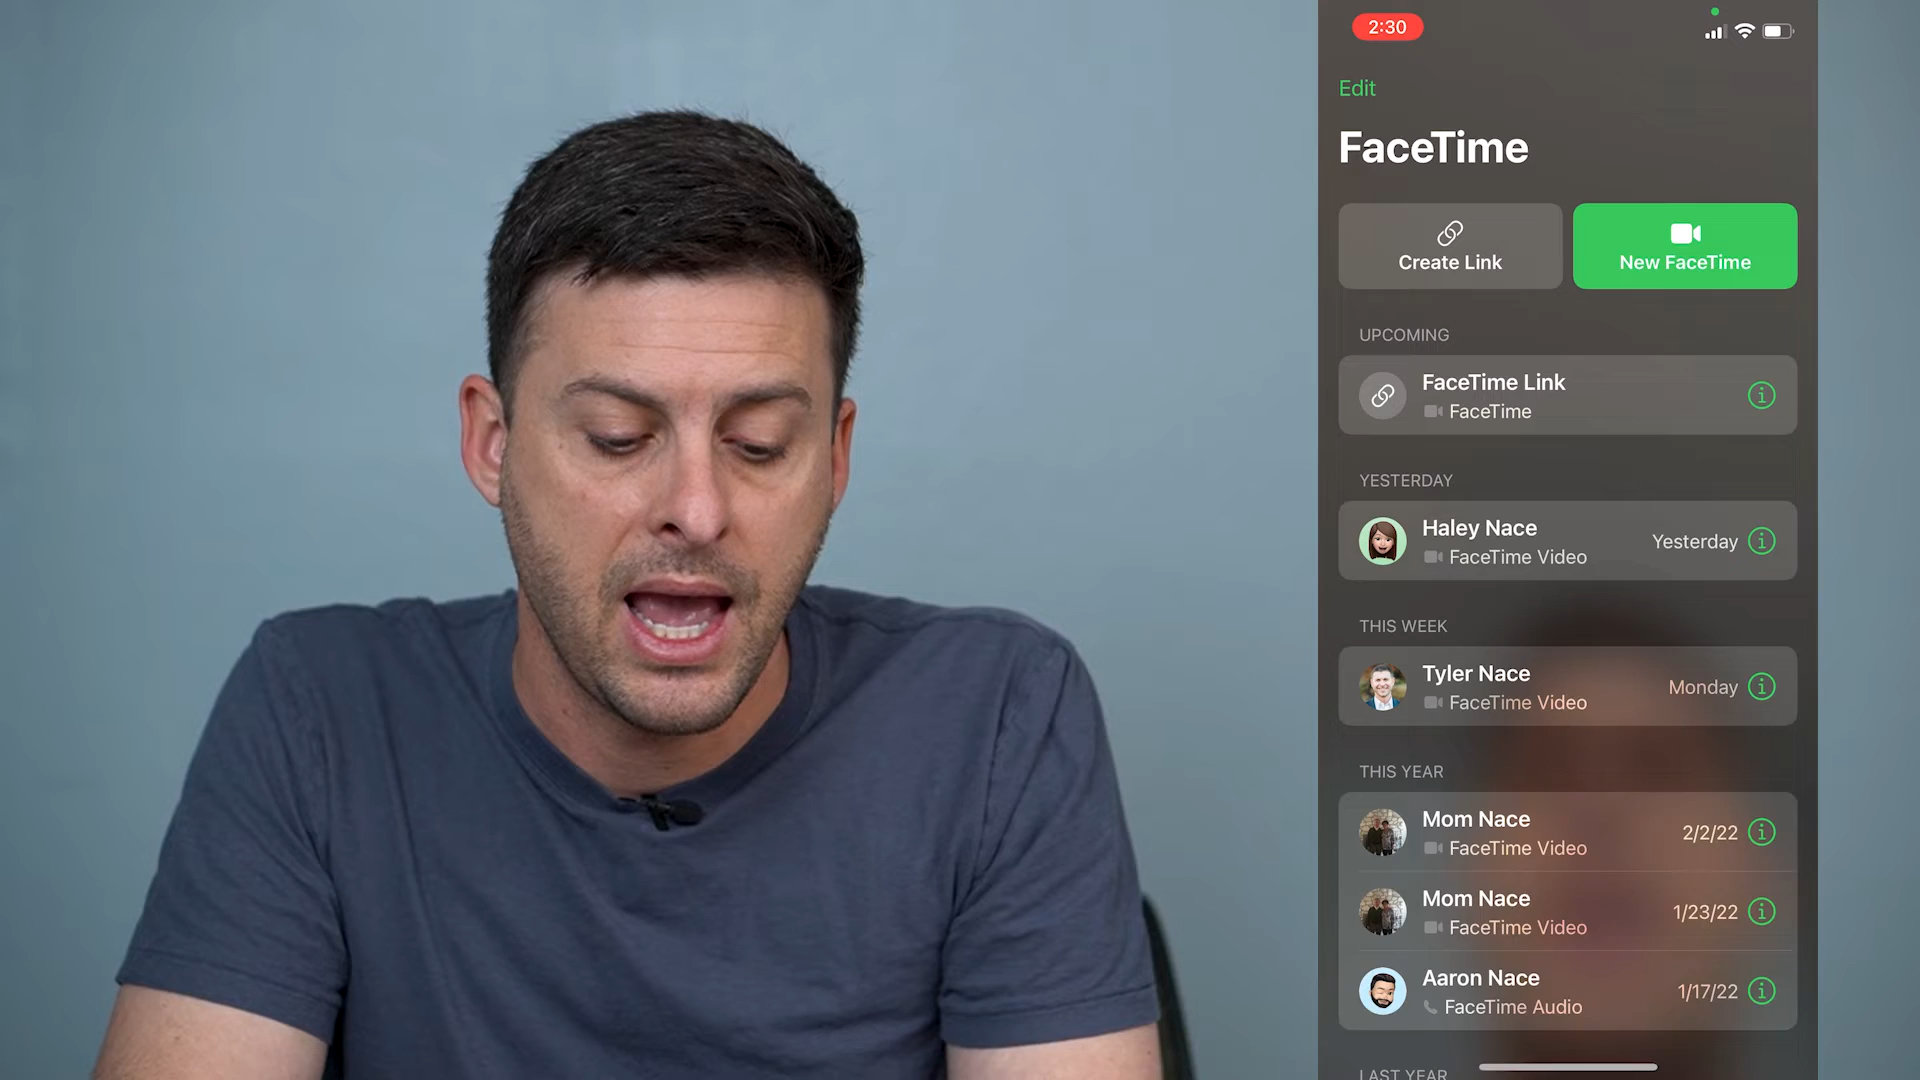 2:30
Edit
FaceTime
Create Link
New FaceTime
UPCOMING
FaceTime Link
FaceTime
YESTERDAY
Haley Nace
FaceTime Video
Yesterday
THIS WEEK
Tyler Nace
FaceTime Video
Monday
THIS YEAR
Mom Nace
FaceTime Video
2/2/22
Mom Nace
FaceTime Video
1/23/22
Aaron Nace
FaceTime Audio
1/17/22
LAST YEAR